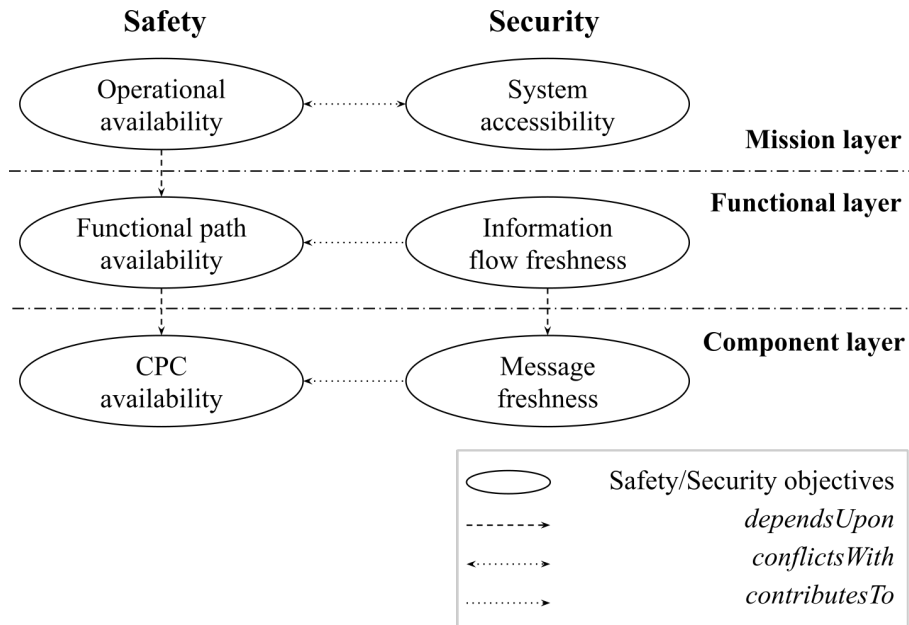 Safety
Security
Operational
availability
System
accessibility
Mission layer
Functional layer
Functional path
availability
Information
flow freshness
Component layer
CPC
availability
Message
freshness
Safety/Security objectives
dependsUpon
conflictsWith
contributesTo